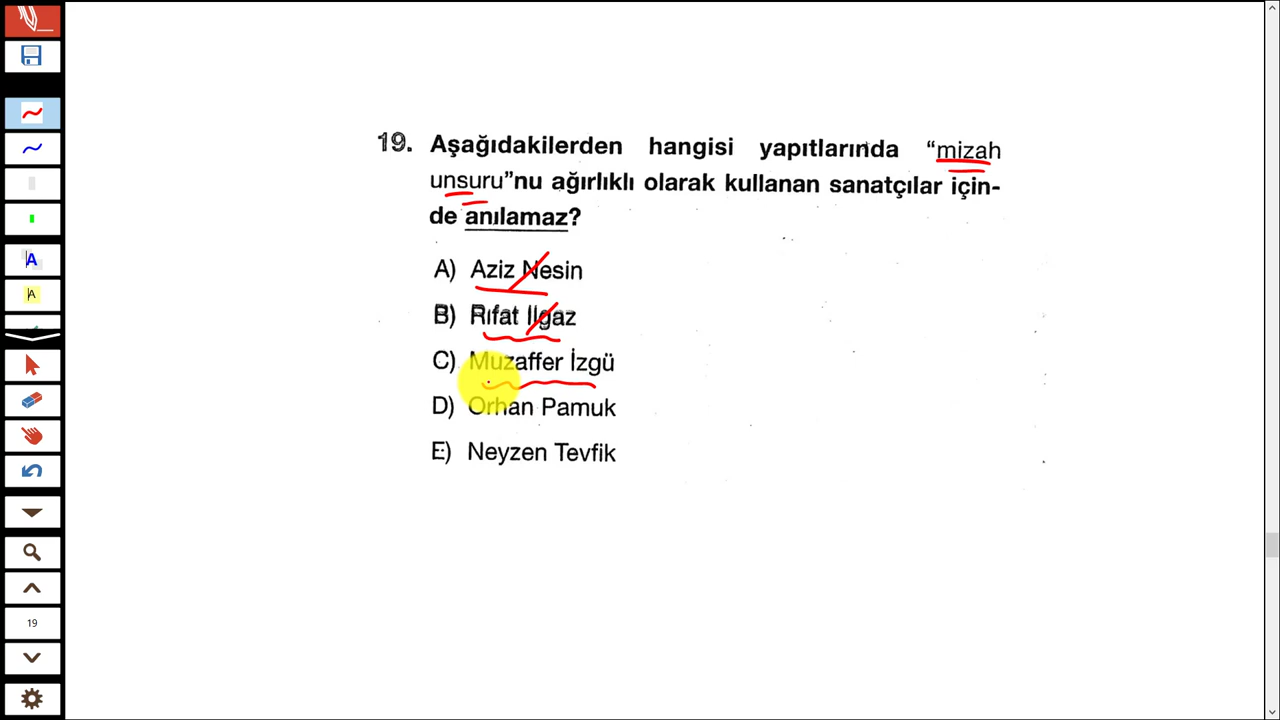 19. Aşağıdakilerden hangisi yapıtlarında “mizah
unsuru”nu ağırlıklı olarak kullanan sanatçılar için-
de anılamaz?
A) Aziz Nesin
B) Rıfat Ilgaz
C) Muzaffer İzgü
D) Orhan Pamuk
E) Neyzen Tevfik
A
A
19